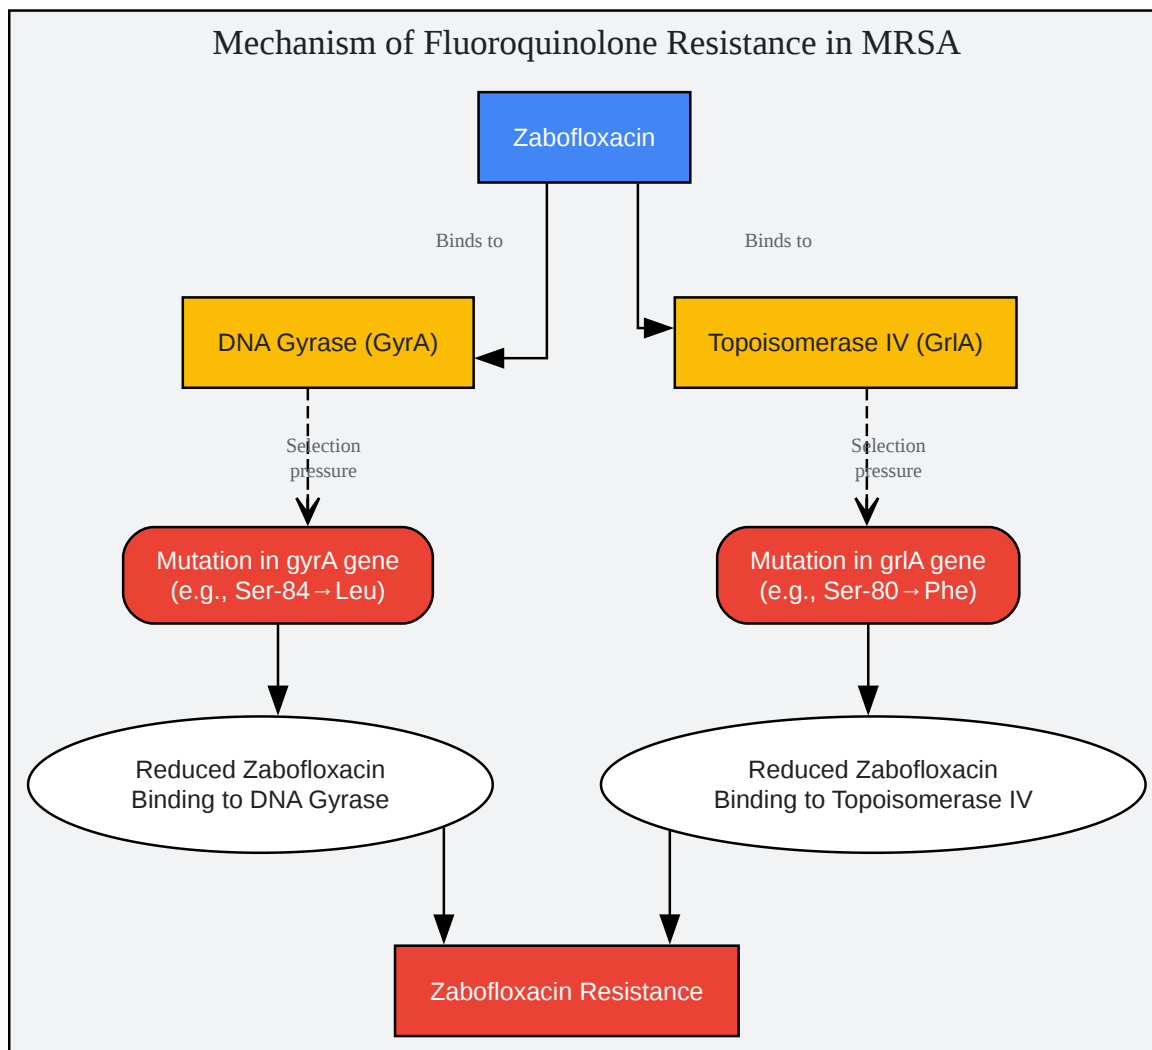 Mechanism of Fluoroquinolone Resistance in MRSA
Zabofloxacin
Binds to
Binds to
DNA Gyrase (GyrA)
Topoisomerase IV (GrlA)
Selection
pressure
Selection
pressure
Mutation in gyrA gene
(e.g., Ser-84→Leu)
Mutation in grlA gene
(e.g., Ser-80→Phe)
Reduced Zabofloxacin
Binding to DNA Gyrase
Reduced Zabofloxacin
Binding to Topoisomerase IV
Zabofloxacin Resistance